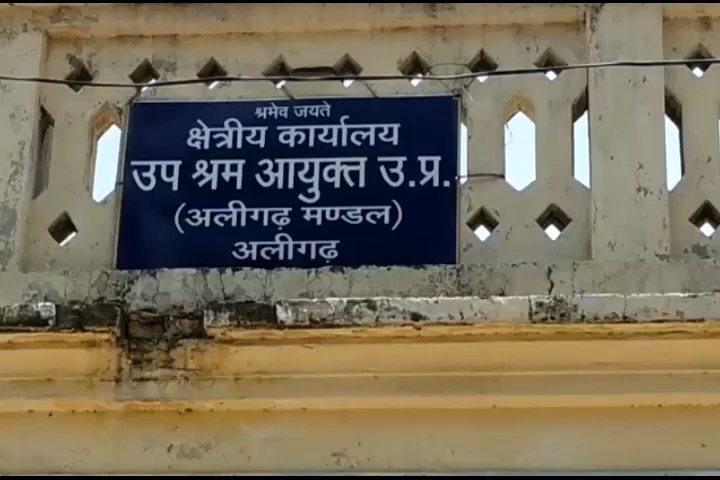 श्रमेव जयते
क्षेत्रीय कार्यालय
उप श्रम आयुक्त उ.प्र.
(अलीगढ़ मण्डल)
अलीगढ़